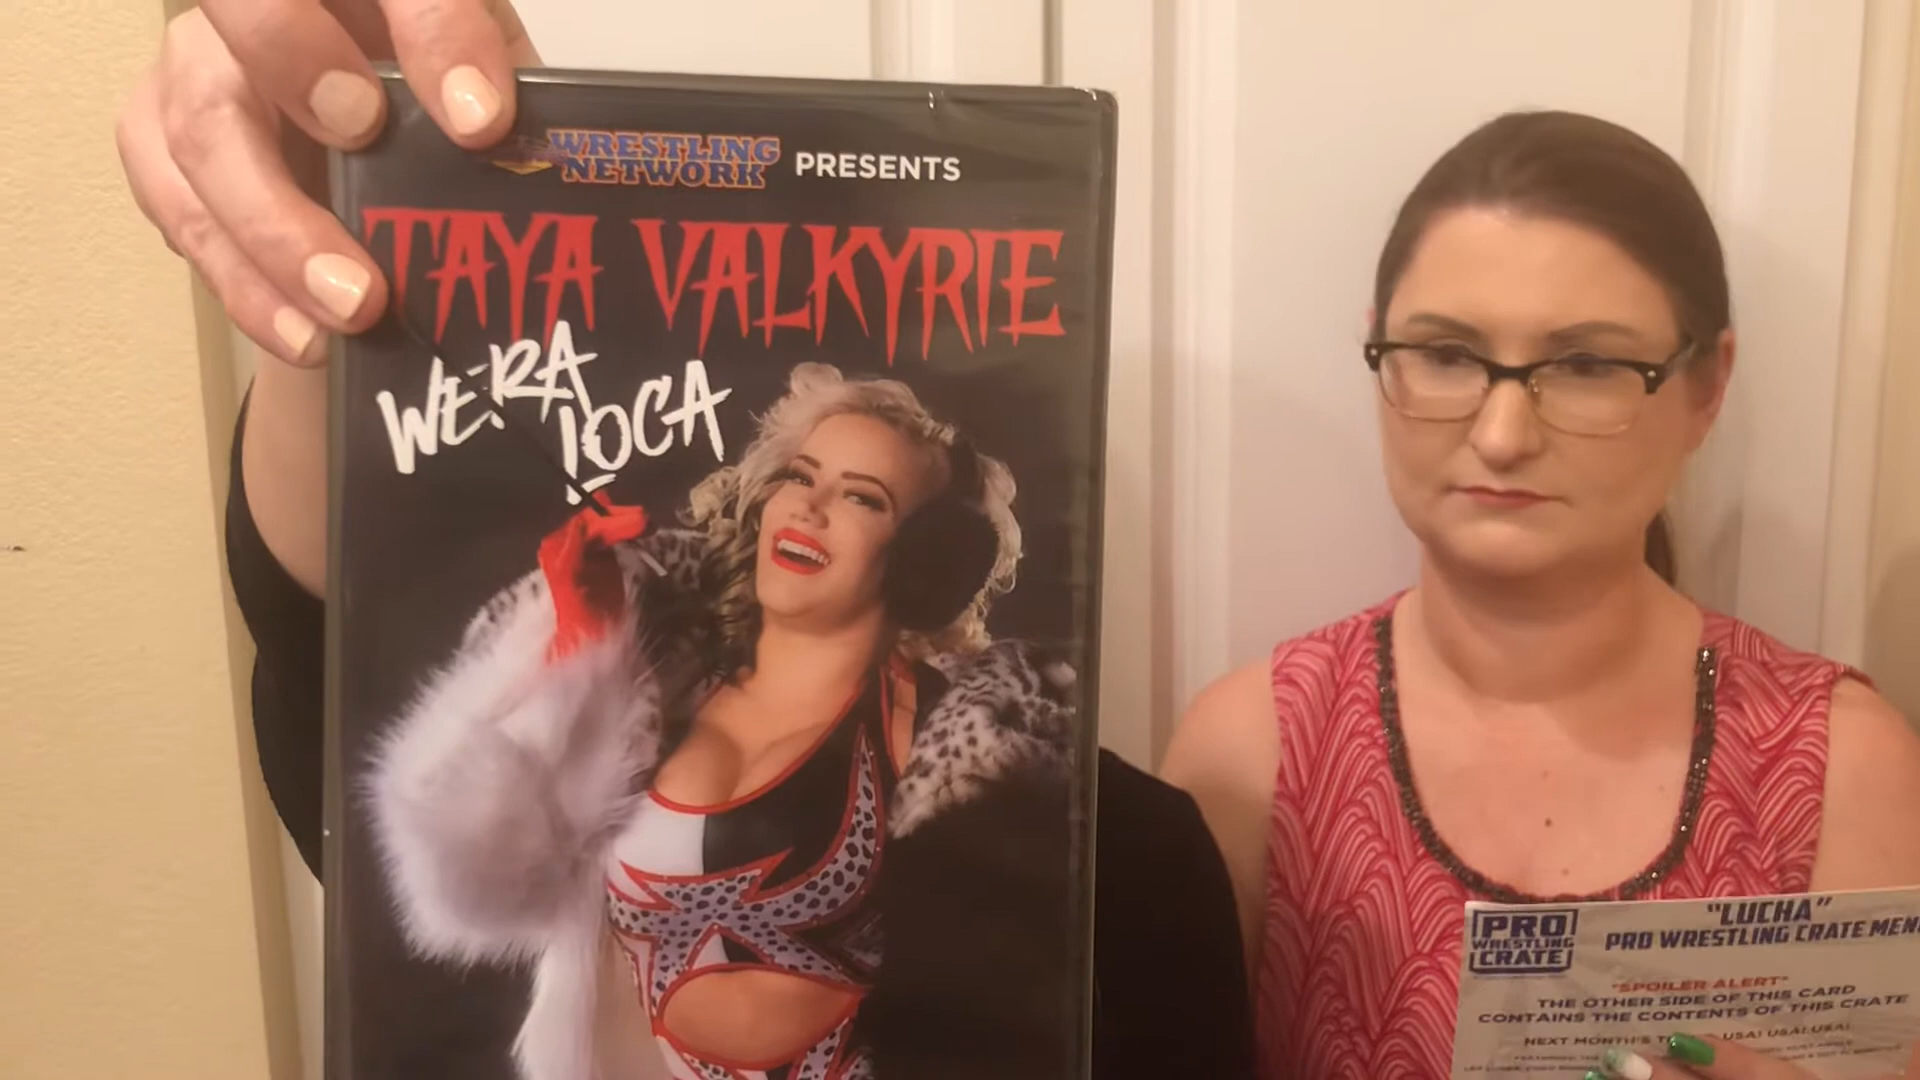 WRESTLING
NETWORK
PRESENTS
TAYA VALKYRIE
WERA
LOCA
PRO
WRESTLING
CRATE
"LUCHA"
PRO WRESTLING CRATE MEN
"SPOILER ALERT"
THE OTHER SIDE OF THIS CARD
CONTAINS THE CONTENTS OF THIS CRATE
NEXT MONTH'S USA! USA! USA!